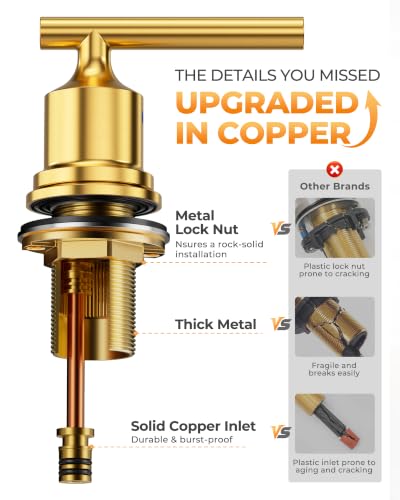 THE DETAILS YOU MISSED
UPGRADED
IN COPPER
Other Brands
Metal
Lock Nut
Nsures a rock-solid
installation
VS
Plastic lock nut
prone to cracking
Thick Metal
VS
Fragile and
breaks easily
Solid Copper Inlet
Durable & burst-proof
VS
Plastic inlet prone to
aging and cracking